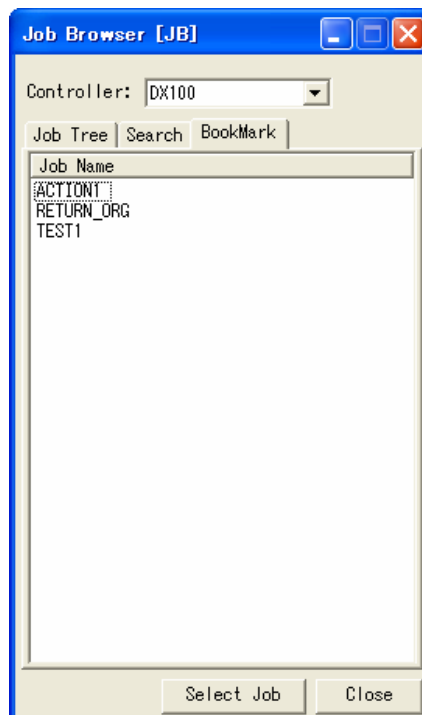 Job Browser [JB]
Controller: DX100
Job Tree Search BookMark
Job Name
ACTION1
RETURN_ORG
TEST1
Select Job Close